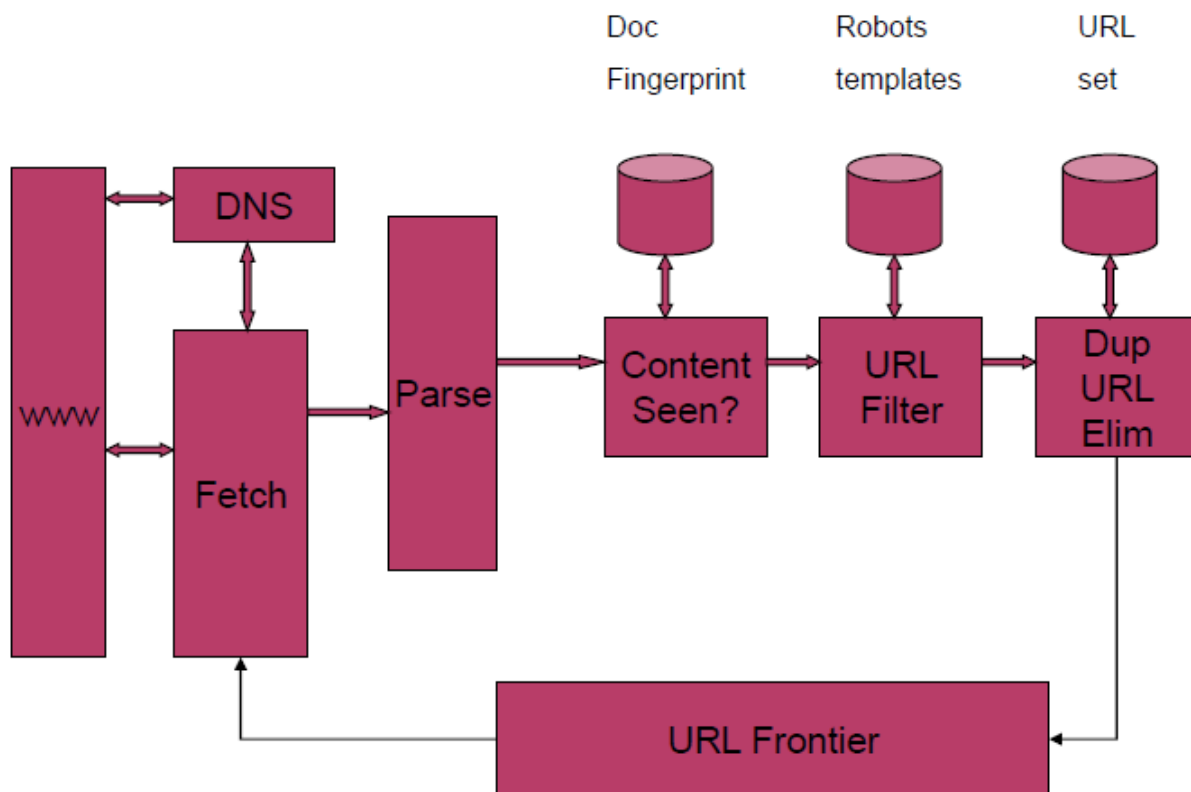 Doc
Fingerprint
Robots
templates
URL
set
WWW
DNS
Fetch
Parse
Content
Seen?
URL
Filter
Dup
URL
Elim
URL Frontier